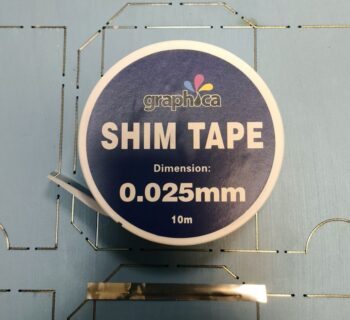 graphica
SHIM TAPE
Dimension:
0.025mm
10m